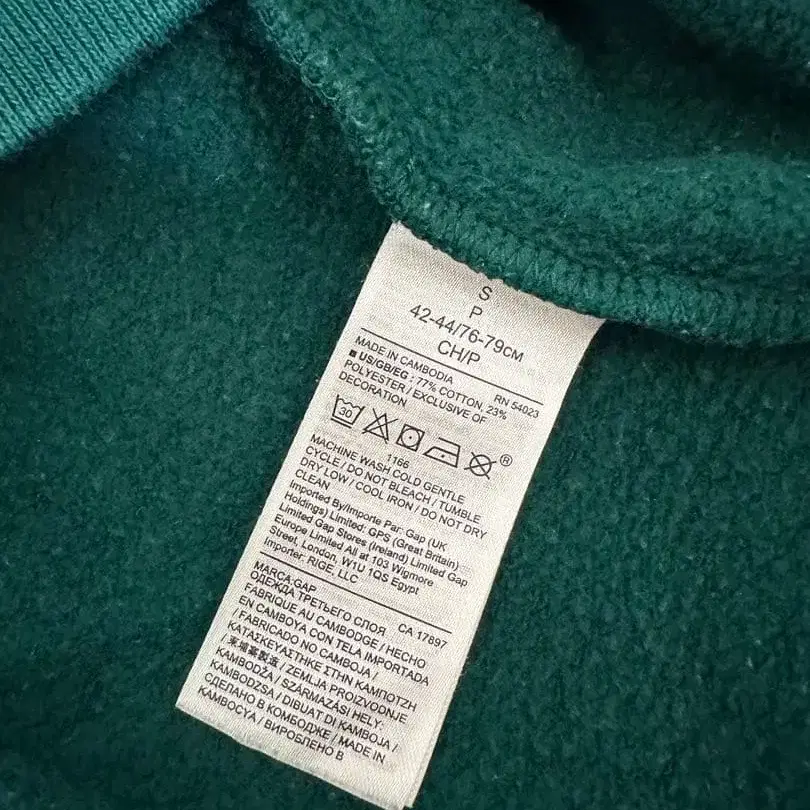 S
P
42-44/76-79см
CH/P
MADE IN CAMBODIA RN 54023
■ US/GB/EG : 77% COTTON, 23%
POLYESTER / EXCLUSIVE OF
DECORATION
30
®
1166
MACHINE WASH COLD GENTLE
CYCLE / DO NOT BLEACH / TUMBLE
DRY LOW / COOL IRON / DO NOT DRY
CLEAN
Imported By/Importe Par: Gap (UK
Holdings) Limited: GPS (Great Britain)
Limited Gap Stores (Ireland) Limited Gap
Europe Limited All at 103 Wigmore
Street, London, W1U 1QS Egypt
Importer: RIGE, LLC
MARCA:GAP CA 17897
ОДЕЖДА ТРЕТЬЕГО СЛОЯ
FABRIQUE AU CAMBODGE / HECHO
EN CAMBOYA CON TELA IMPORTADA
/ FABRICADO NO CAMBOJA /
ΚΑΤΑΣΚΕΥΑΣΤΗΚΕ ΣΤΗΝ ΚΑΜΠΟΤΖΗ
/ 柬埔寨製造 / ZEMLJA PROIZVODNJE
KAMBODŽA / SZÁRMAZÁSI HELY:
KAMBODZSA / DIBUAT DI KAMBOJA /
СДЕЛАНО В КОМБОДЖЕ / MADE IN
KAMBOCYA / ВИРОБЛЕНО В